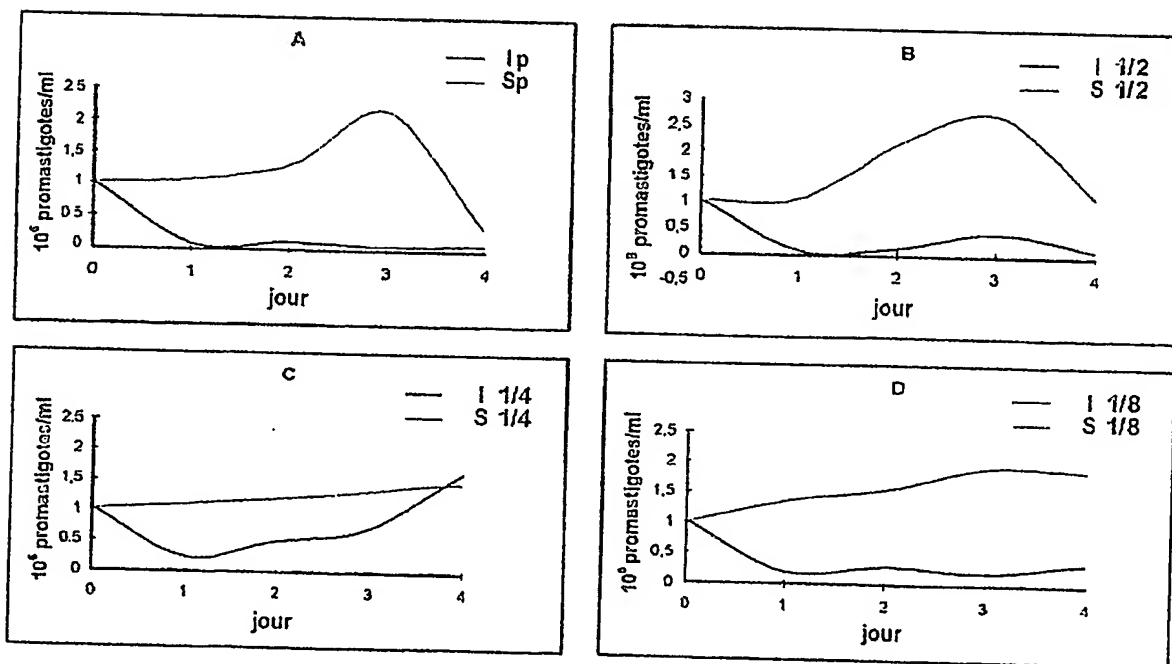 A
I p
Sp
10⁶ promastigotes/ml
2.5
2
1,5
1
0.5
0
0 1 2 3 4
jour
B
I 1/2
S 1/2
10⁸ promastigotes/ml
3
2,5
2
1,5
1
0,5
0
-0,5
0 1 2 3 4
jour
C
I 1/4
S 1/4
10⁶ promastigotes/ml
2,5
2
1,5
1
0.5
0
0 1 2 3 4
jour
D
I 1/8
S 1/8
10⁶ promastigotes/ml
2,5
2
1,5
1
0,5
0
0 1 2 3 4
jour